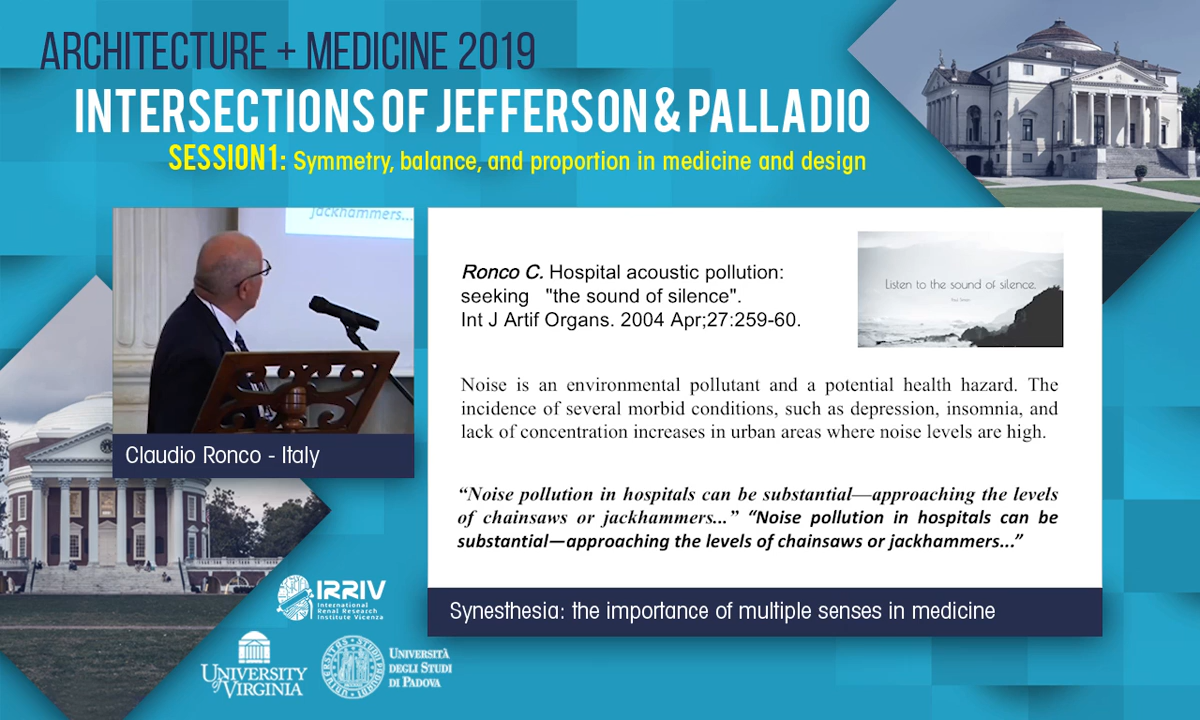 ARCHITECTURE + MEDICINE 2019
INTERSECTIONS OF JEFFERSON & PALLADIO
SESSION1: Symmetry, balance, and proportion in medicine and design
jackhammers...
Claudio Ronco - Italy
Ronco C. Hospital acoustic pollution:
seeking "the sound of silence".
Int J Artif Organs. 2004 Apr;27:259-60.
Listen to the sound of silence.
Noise is an environmental pollutant and a potential health hazard. The
incidence of several morbid conditions, such as depression, insomnia, and
lack of concentration increases in urban areas where noise levels are high.
“Noise pollution in hospitals can be substantial—approaching the levels
of chainsaws or jackhammers...” “Noise pollution in hospitals can be
substantial—approaching the levels of chainsaws or jackhammers...”
Synesthesia: the importance of multiple senses in medicine
IRRIV
International
Renal Research
Institute Vicenza
UNIVERSITY
of VIRGINIA
UNIVERSITÀ
DEGLI STUDI
DI PADOVA